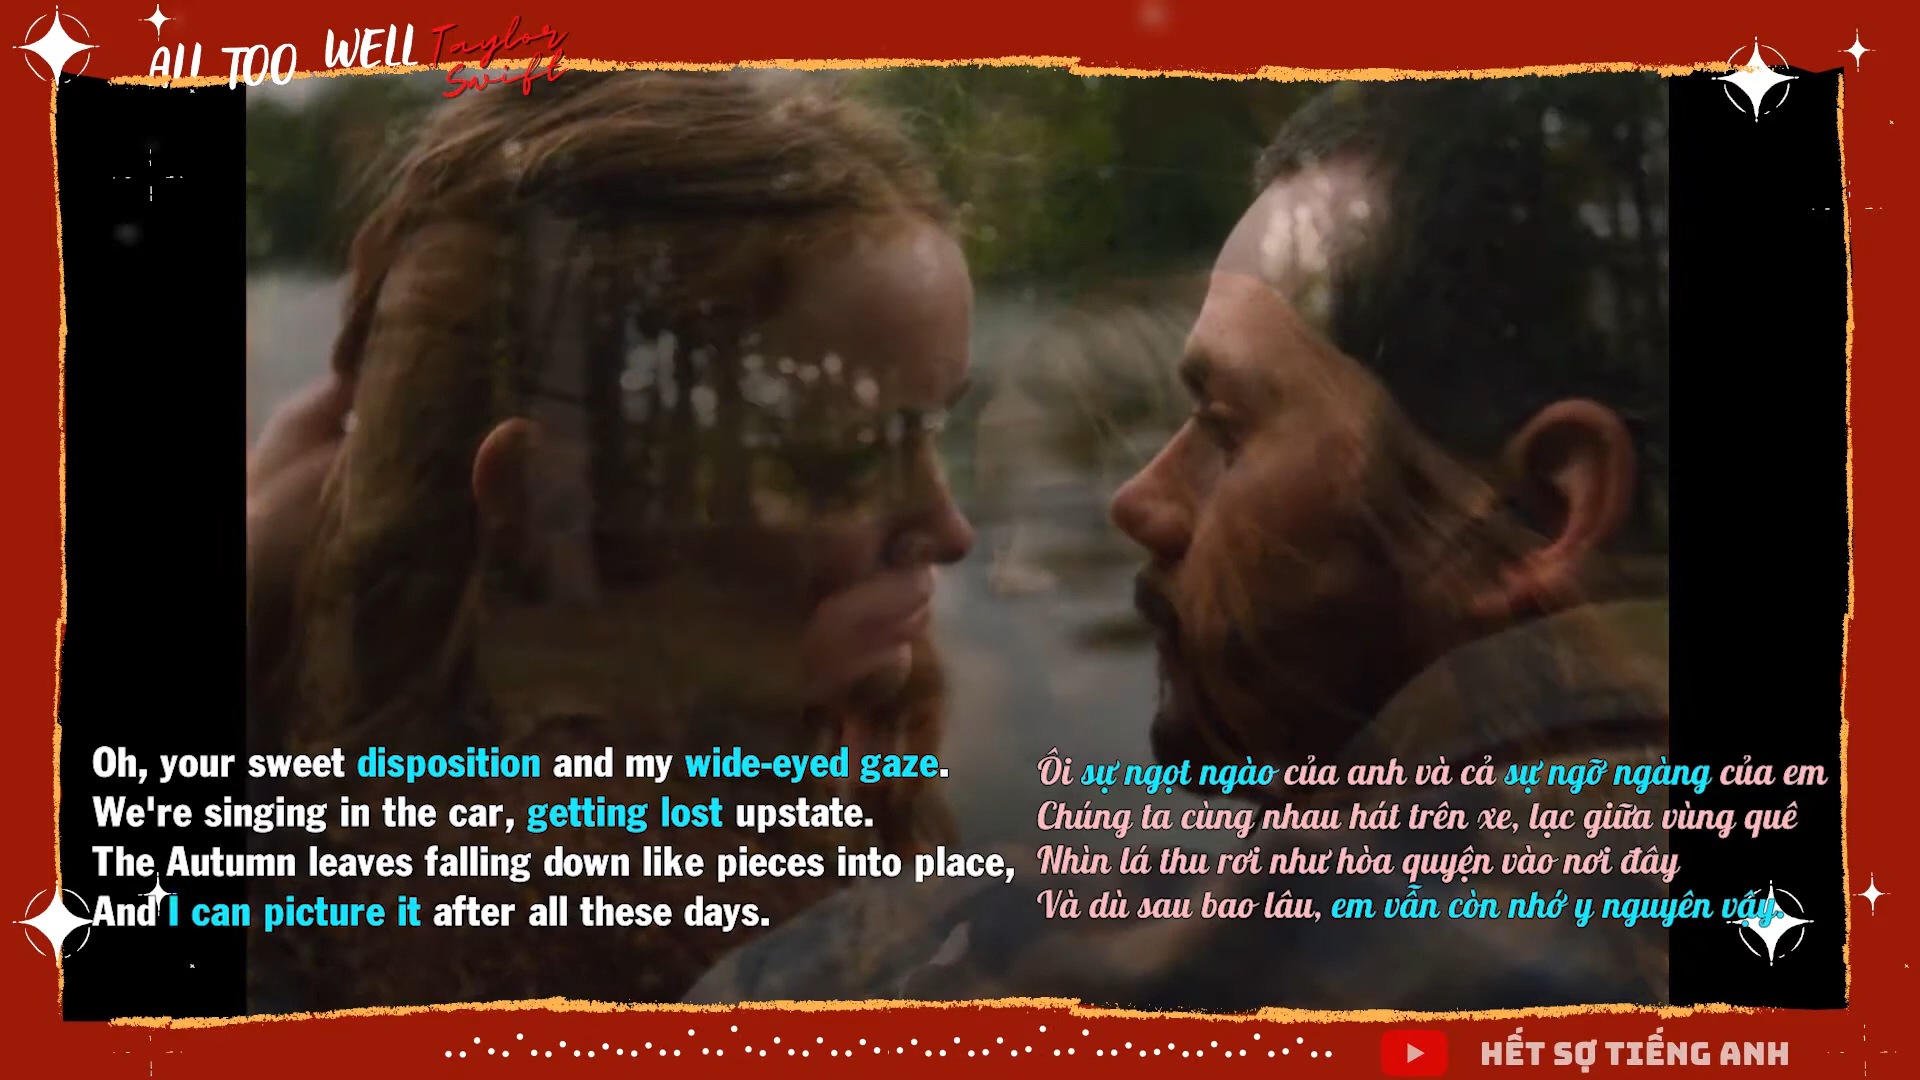 All TOO WELL Taylor
Swift
Oh, your sweet disposition and my wide-eyed gaze.
We're singing in the car, getting lost upstate.
The Autumn leaves falling down like pieces into place,
And I can picture it after all these days.
Ôi sự ngọt ngào của anh và cả sự ngỡ ngàng của em
Chúng ta cùng nhau hát trên xe, lạc giữa vùng quê
Nhìn lá thu rơi như hòa quyện vào nơi đây
Và dù sau bao lâu, em vẫn còn nhớ y nguyên vậy.
HẾT SỢ TIẾNG ANH